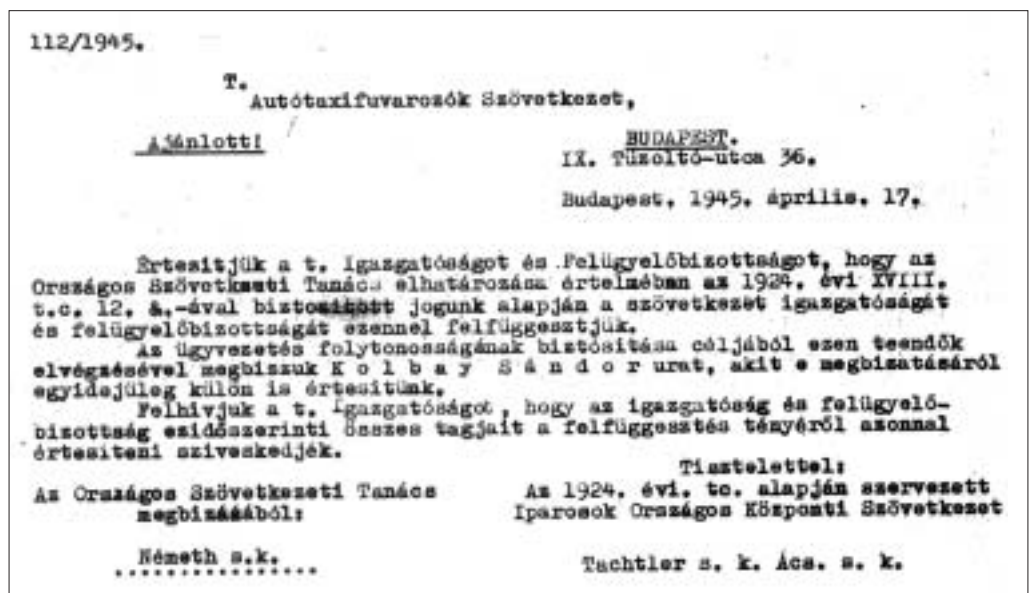 112/1945.
T.
Autótaxifuvarozók Szövetkezet,
Ajánlott!
BUDAPEST.
IX. Tüzoltó-utca 36.
Budapest, 1945. április. 17.
Értesitjük a t. Igazgatóságot és Felügyelőbizottságot, hogy az
Országos Szövetkezeti Tanács elhatározása értelmében az 1924. évi XVIII.
t.c. 12. §.-ával biztositott jogunk alapján a szövetkezet igazgatóságát
és felügyelőbizottságát ezennel felfüggesztjük.
Az ügyvezetés folytonosságának biztósitása céljából ezen teendők
elvégzésével megbizzuk K o l b a y S á n d o r urat, akit e megbizatásáról
egyidejüleg külön is értesitünk.
Felhivjuk a t. Igazgatóságot, hogy az igazgatóság és felügyelő-
bizottság ezidőszerinti összes tagjait a felfüggesztés tényéről azonnal
értesiteni sziveskedjék.
Tisztelettel:
Az Országos Szövetkezeti Tanács
megbizásából:
Az 1924. évi. tc. alapján szervezett
Iparosok Országos Központi Szövetkezet
Németh s.k.
Tachtler s. k. Ács. s. k.